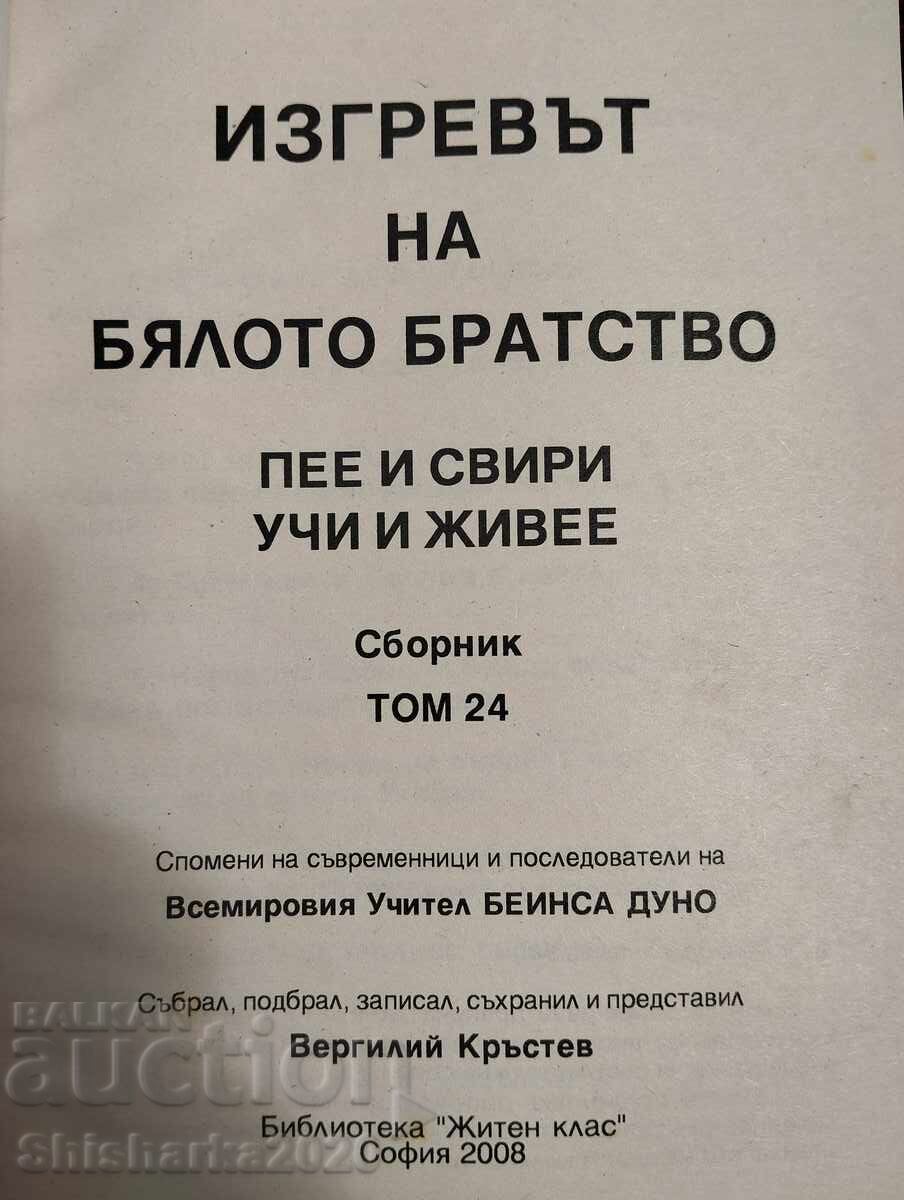 ИЗГРЕВЪТ
НА
БЯЛОТО БРАТСТВО
ПЕЕ И СВИРИ
УЧИ И ЖИВЕЕ
Сборник
ТОМ 24
Спомени на съвременници и последователи на
Всемировия Учител БЕИНСА ДУНО
Събрал, подбрал, записал, съхранил и представил
Вергилий Кръстев
Библиотека "Житен клас"
София 2008
BALKAN
auction
Shisharka2020